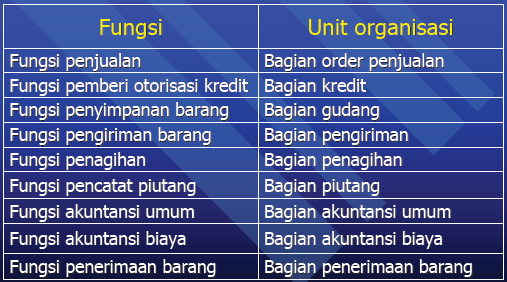 Fungsi Unit organisasi
Fungsi penjualan Bagian order penjualan
Fungsi pemberi otorisasi kredit Bagian kredit
Fungsi penyimpanan barang Bagian gudang
Fungsi pengiriman barang Bagian pengiriman
Fungsi penagihan Bagian penagihan
Fungsi pencatat piutang Bagian piutang
Fungsi akuntansi umum Bagian akuntansi umum
Fungsi akuntansi biaya Bagian akuntansi biaya
Fungsi penerimaan barang Bagian penerimaan barang